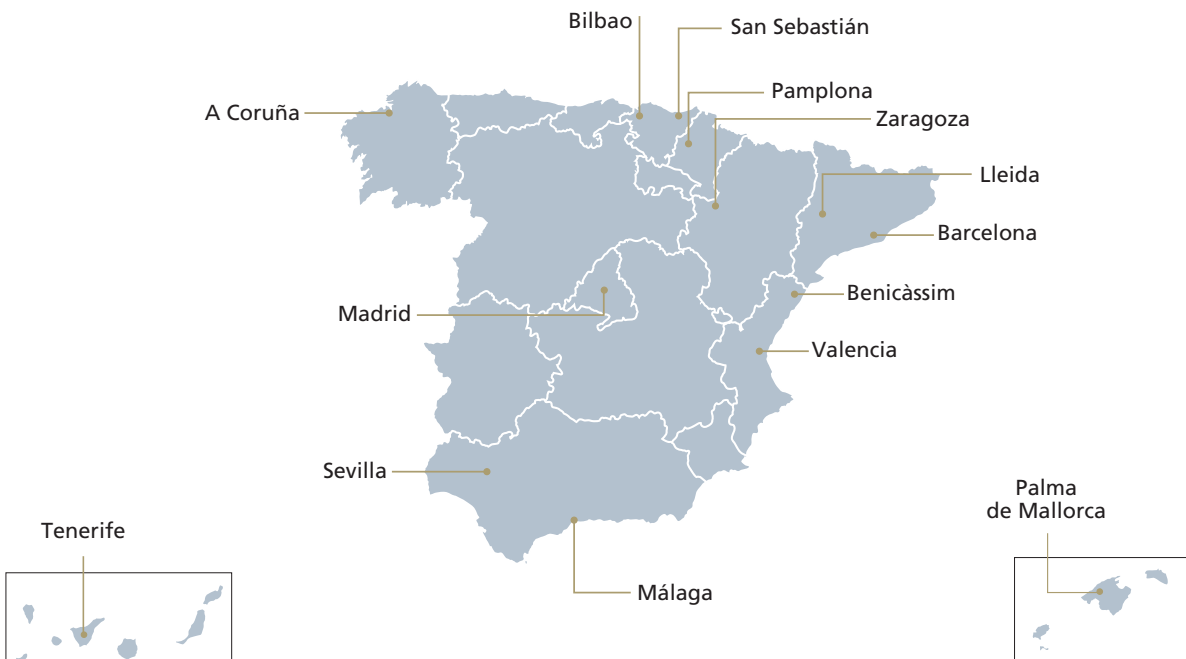 Bilbao
San Sebastián
Pamplona
A Coruña
Zaragoza
Lleida
Barcelona
Benicàssim
Madrid
Valencia
Sevilla
Palma
de Mallorca
Tenerife
Málaga